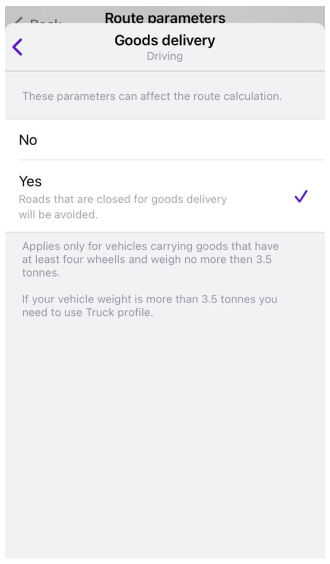 Back
Route parameters
Goods delivery
Driving
These parameters can affect the route calculation.
No
Yes
Roads that are closed for goods delivery
will be avoided.
Applies only for vehicles carrying goods that have
at least four wheells and weigh no more then 3.5
tonnes.
If your vehicle weight is more than 3.5 tonnes you
need to use Truck profile.